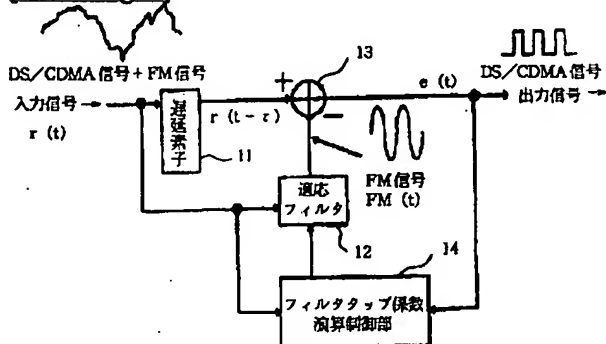 DS/CDMA信号+FM信号
入力信号
r (t)
遅延素子
11
r (t-τ)
+
13
−
e (t)
DS/CDMA信号
出力信号
FM信号
FM (t)
適応
フィルタ
12
14
フィルタタップ係数
演算制御部